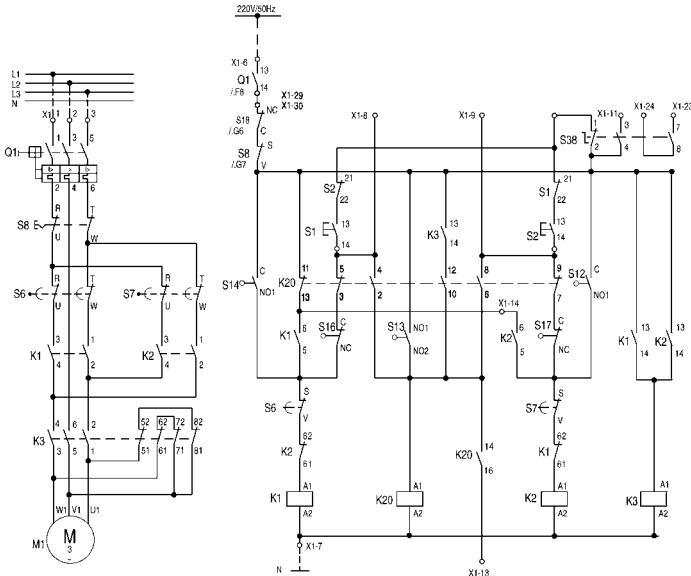 220V/50Hz
X1-6
13
Q1
14
/.F8
X1-29
X1-30
NC
S18
/.G6
C
S8
S
/.G7
V
X1-8
X1-9
X1-11
X1-24
X1-23
1
S38
2
3
4
7
8
L1
L2
L3
N
X1
1
2
3
Q1
1
3
5
2
4
6
R
T
S8
U
W
R
T
S6
U
W
R
T
S7
U
W
3
1
K1
4
2
3
1
K2
4
2
4
6
2
K3
3
5
1
52
62
72
82
51
61
71
81
W1
V1
U1
M1
M
3
~
21
S2
22
13
S1
14
13
K3
14
21
S1
22
13
S2
14
S14
C
NO1
11
K20
13
5
3
4
2
12
10
8
6
9
7
S12
C
NO1
X1-14
K1
6
5
S16
C
NC
S13
NO1
NO2
K2
6
5
S17
C
NC
13
K1
14
13
K2
14
S
S6
V
62
K2
61
14
K20
16
S
S7
V
62
K1
61
K1
A1
A2
K20
A1
A2
K2
A1
A2
K3
A1
A2
X1-7
N
X1-13